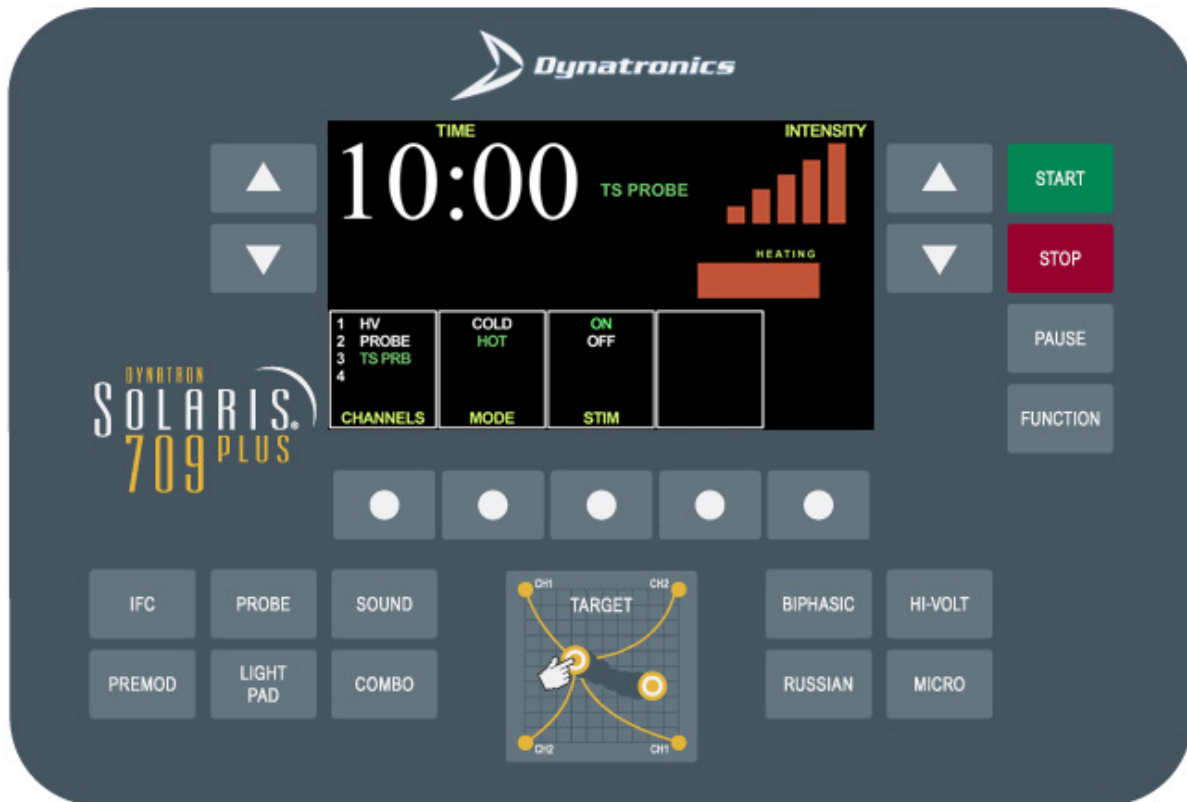 Dynatronics
TIME
INTENSITY
10:00
TS PROBE
HEATING
1 HV
2 PROBE
3 TS PRB
4
CHANNELS
COLD
HOT
MODE
ON
OFF
STIM
START
STOP
PAUSE
FUNCTION
DYNATRON
SOLARIS®
709 PLUS
IFC
PROBE
SOUND
PREMOD
LIGHT
PAD
COMBO
CH1
CH2
TARGET
CH2
CH1
BIPHASIC
HI-VOLT
RUSSIAN
MICRO